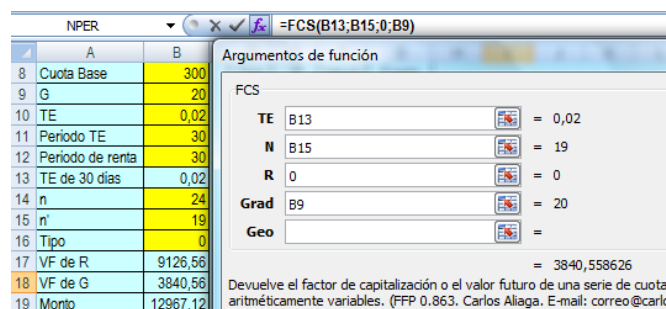 NPER =FCS(B13;B15;0;B9)
A B Argumentos de función
8 Cuota Base 300
FCS
9 G 20
10 TE 0,02 TE B13 = 0,02
11 Periodo TE 30
12 Periodo de renta 30 N B15 = 19
13 TE de 30 días 0,02 R 0 = 0
14 n 24 Grad B9 = 20
15 n' 19 Geo =
16 Tipo 0
17 VF de R 9126,56 = 3840,558626
18 VF de G 3840,56 Devuelve el factor de capitalización o el valor futuro de una serie de cuota
19 Monto 12967,12 aritméticamente variables. (FFP 0.863. Carlos Aliaga. E-mail: correo@carl